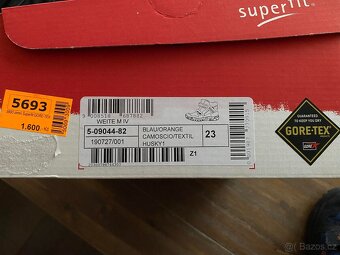 superfit
5693
1.600
WEITE M IV
5-09044-82
190727/001
BLAU/ORANGE
CAMOSCIO/TEXTIL
HUSKY1
23
Z1
GUARANTEED
TO KEEP YOU DRY
GORE-TEX
Bazoš.cz